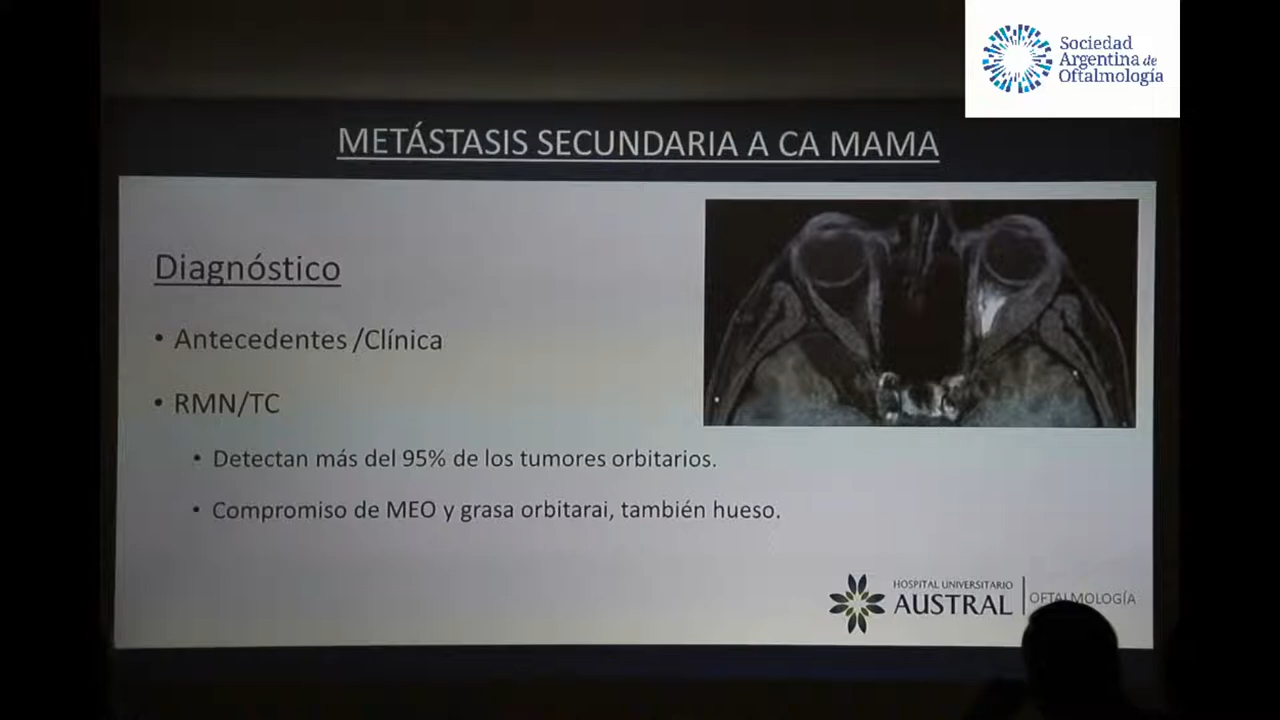 Sociedad
Argentina de
Oftalmología
METÁSTASIS SECUNDARIA A CA MAMA
Diagnóstico
• Antecedentes /Clínica
• RMN/TC
• Detectan más del 95% de los tumores orbitarios.
• Compromiso de MEO y grasa orbitarai, también hueso.
HOSPITAL UNIVERSITARIO
AUSTRAL
OFTALMOLOGÍA